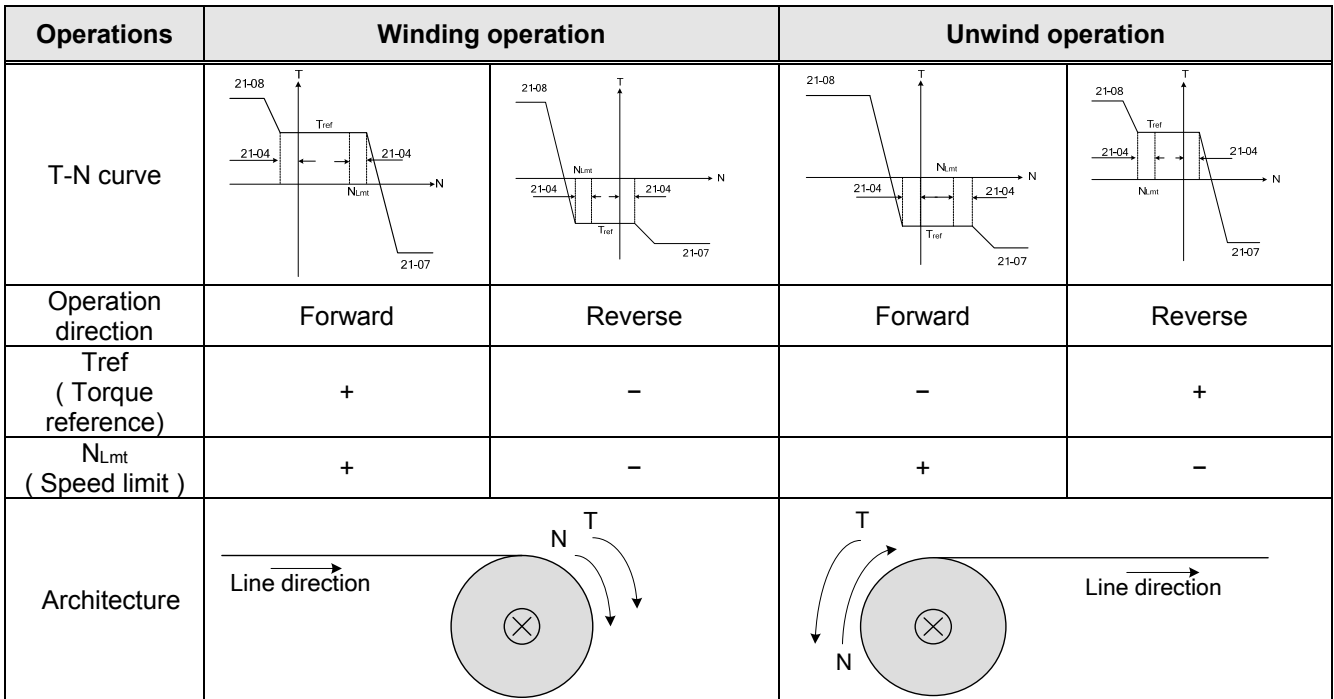 Operations
Winding operation
Unwind operation
T-N curve
21-08
T
Tref
21-04
21-04
NLmt
N
21-07
21-08
T
NLmt
N
21-04
21-04
Tref
21-07
21-08
T
NLmt
N
21-04
21-04
Tref
21-07
21-08
T
Tref
21-04
21-04
NLmt
N
21-07
Operation
direction
Forward
Reverse
Forward
Reverse
Tref
( Torque
reference)
+
−
−
+
NLmt
( Speed limit )
+
−
+
−
Architecture
Line direction
N
T
T
N
Line direction